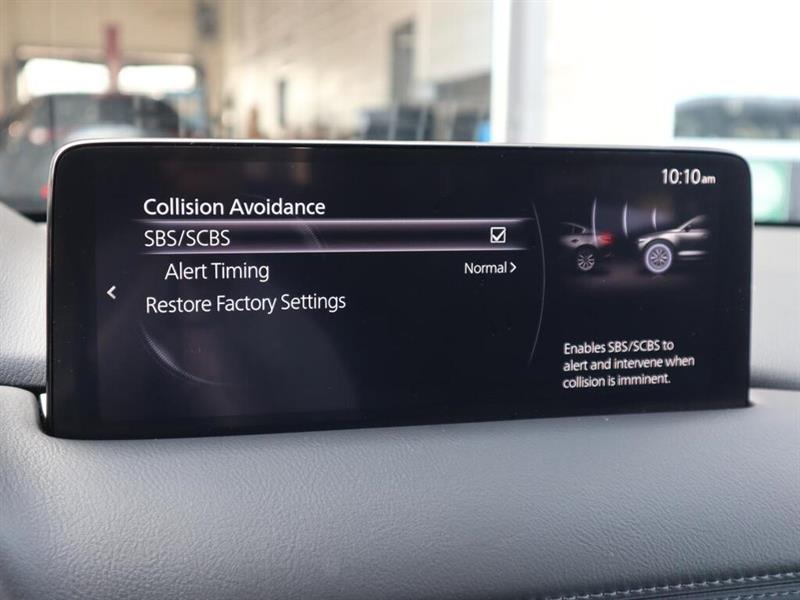 10:10am
Collision Avoidance
SBS/SCBS
Alert Timing
Normal
Restore Factory Settings
Enables SBS/SCBS to
alert and intervene when
collision is imminent.